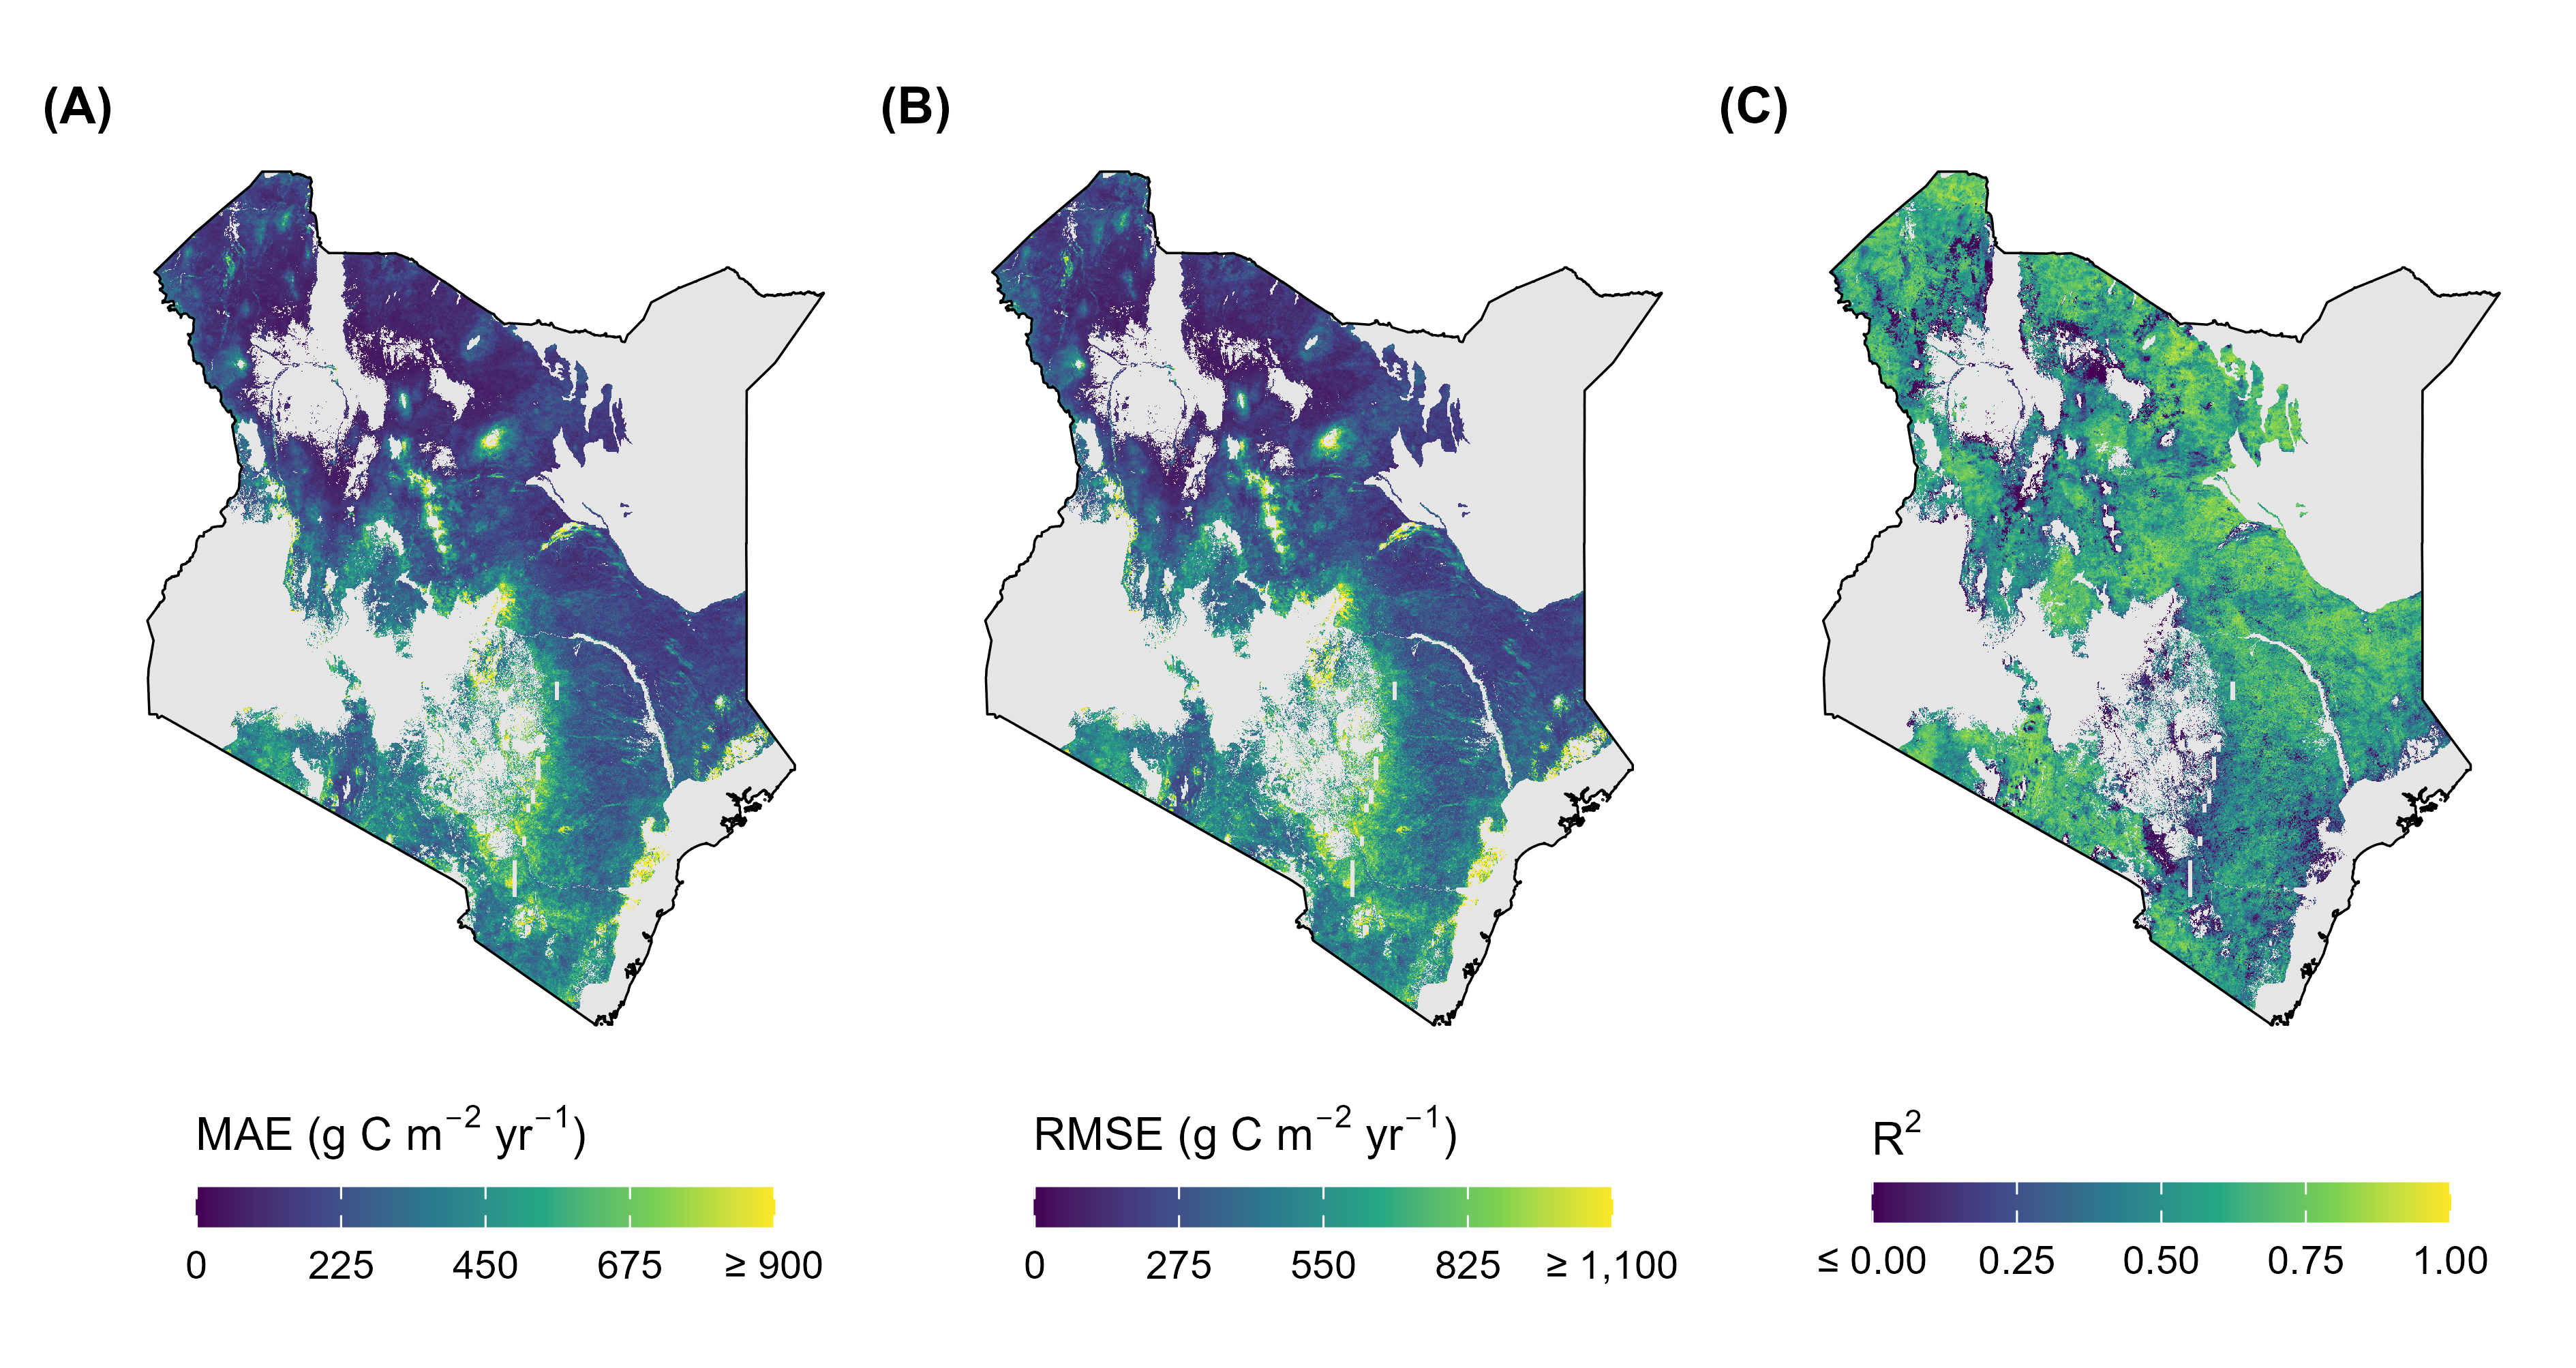 (A) (B) (C)
MAE (g C m⁻² yr⁻¹) RMSE (g C m⁻² yr⁻¹) R²
0 225 450 675 ≥ 900 0 275 550 825 ≥ 1,100 ≤ 0.00 0.25 0.50 0.75 1.00